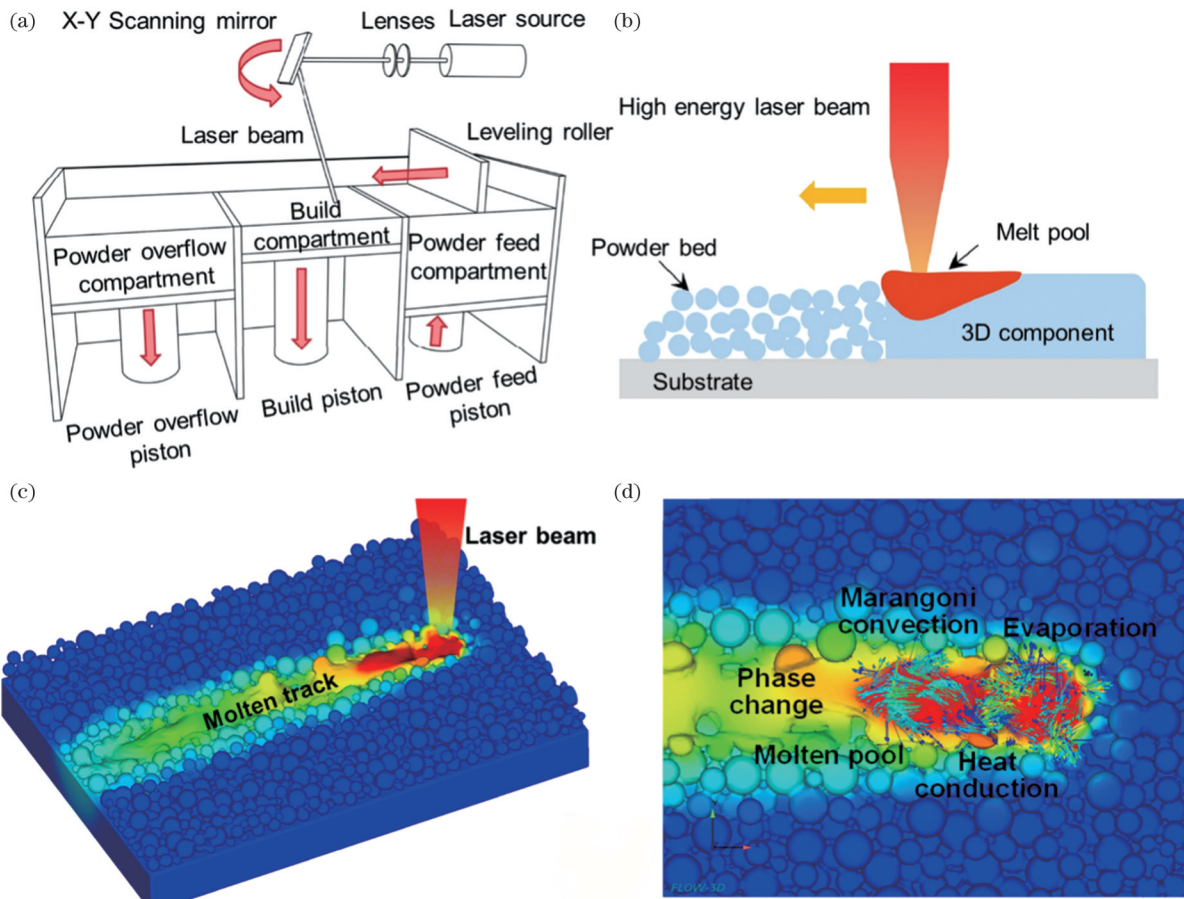 (a)
X-Y Scanning mirror
Lenses
Laser source
Laser beam
Leveling roller
Build
compartment
Powder overflow
compartment
Powder feed
compartment
Powder overflow
piston
Build piston
Powder feed
piston
(b)
High energy laser beam
Melt pool
Powder bed
3D component
Substrate
(c)
Laser beam
Molten track
(d)
Marangoni
convection
Evaporation
Phase
change
Molten pool
Heat
conduction
FLOW-3D